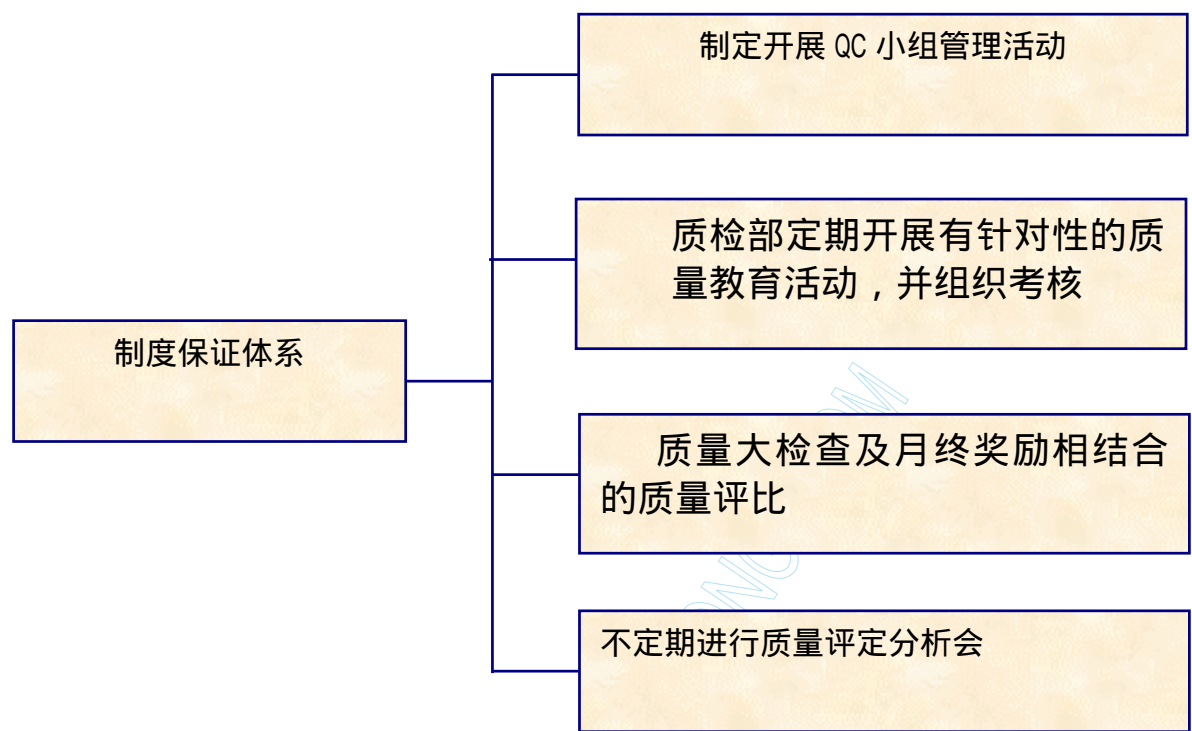 制定开展 QC 小组管理活动
质检部定期开展有针对性的质
量教育活动，并组织考核
制度保证体系
质量大检查及月终奖励相结合
的质量评比
不定期进行质量评定分析会